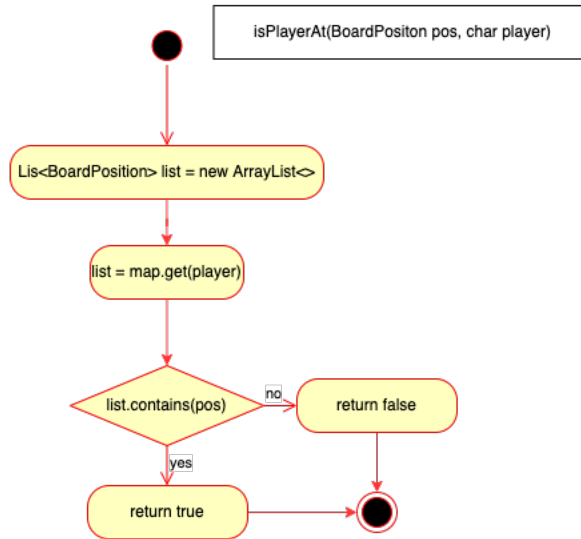 isPlayerAt(BoardPositon pos, char player)
Lis<BoardPosition> list = new ArrayList<>
list = map.get(player)
list.contains(pos)
no
return false
yes
return true